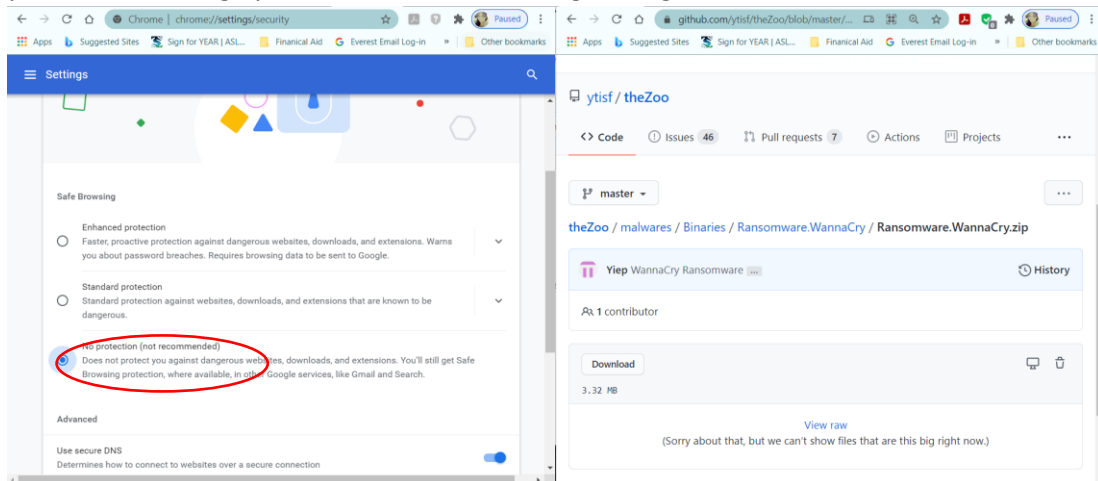 Chrome | chrome://settings/security
Paused
Apps
Suggested Sites
Sign for YEAR | ASL...
Finanical Aid
Everest Email Log-in
»
Other bookmarks
Settings
Safe Browsing
Enhanced protection
Faster, proactive protection against dangerous websites, downloads, and extensions. Warns
you about password breaches. Requires browsing data to be sent to Google.
Standard protection
Standard protection against websites, downloads, and extensions that are known to be
dangerous.
No protection (not recommended)
Does not protect you against dangerous websites, downloads, and extensions. You'll still get Safe
Browsing protection, where available, in other Google services, like Gmail and Search.
Advanced
Use secure DNS
Determines how to connect to websites over a secure connection
github.com/ytisf/theZoo/blob/master/...
Paused
Apps
Suggested Sites
Sign for YEAR | ASL...
Finanical Aid
Everest Email Log-in
»
Other bookmarks
ytisf / theZoo
<> Code
Issues 46
Pull requests 7
Actions
Projects
...
master
...
theZoo / malwares / Binaries / Ransomware.WannaCry / Ransomware.WannaCry.zip
Yiep WannaCry Ransomware ...
History
1 contributor
Download
3.32 MB
View raw
(Sorry about that, but we can't show files that are this big right now.)